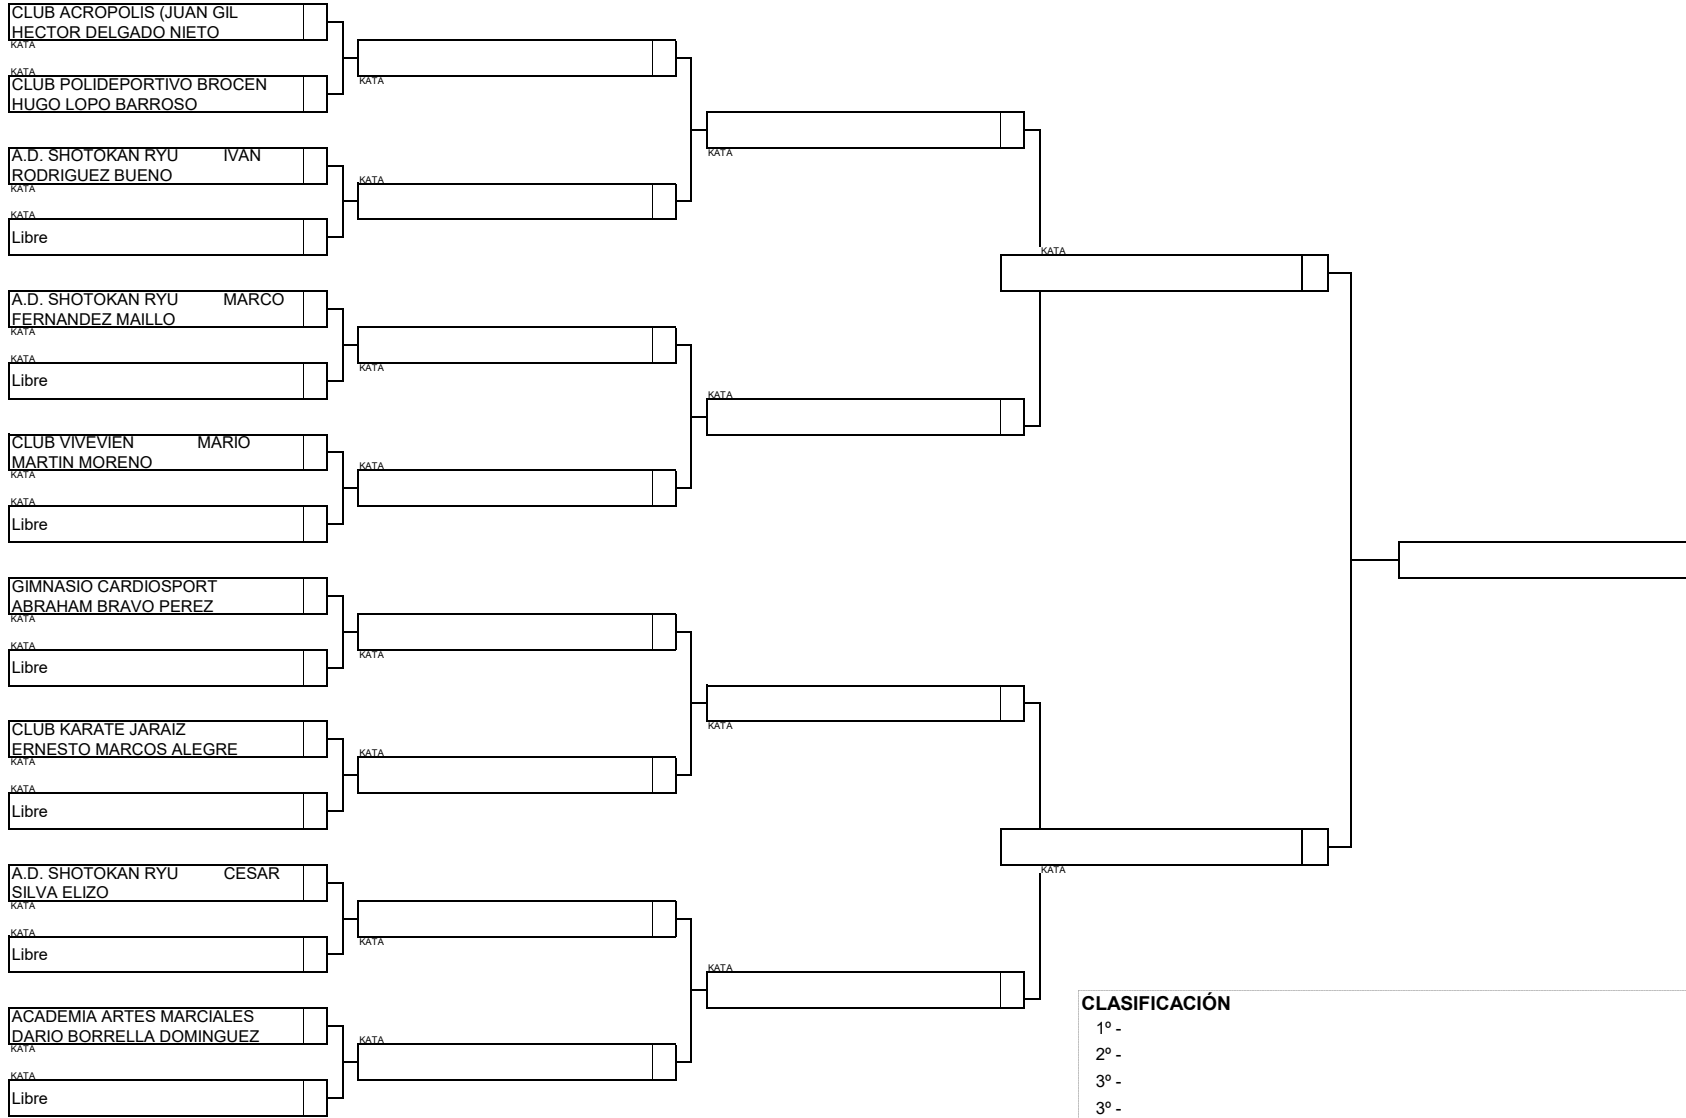 CLUB ACROPOLIS (JUAN GIL
HECTOR DELGADO NIETO
KATA
KATA
CLUB POLIDEPORTIVO BROCEN
HUGO LOPO BARROSO
A.D. SHOTOKAN RYU IVAN
RODRIGUEZ BUENO
KATA
KATA
Libre
A.D. SHOTOKAN RYU MARCO
FERNANDEZ MAILLO
KATA
KATA
Libre
CLUB VIVEVIEN MARIO
MARTIN MORENO
KATA
KATA
Libre
GIMNASIO CARDIOSPORT
ABRAHAM BRAVO PEREZ
KATA
KATA
Libre
CLUB KARATE JARAIZ
ERNESTO MARCOS ALEGRE
KATA
KATA
Libre
A.D. SHOTOKAN RYU CESAR
SILVA ELIZO
KATA
KATA
Libre
ACADEMIA ARTES MARCIALES
DARIO BORRELLA DOMINGUEZ
KATA
KATA
Libre
KATA
KATA
KATA
KATA
KATA
KATA
KATA
KATA
KATA
KATA
KATA
KATA
KATA
KATA
CLASIFICACIÓN
1º -
2º -
3º -
3º -